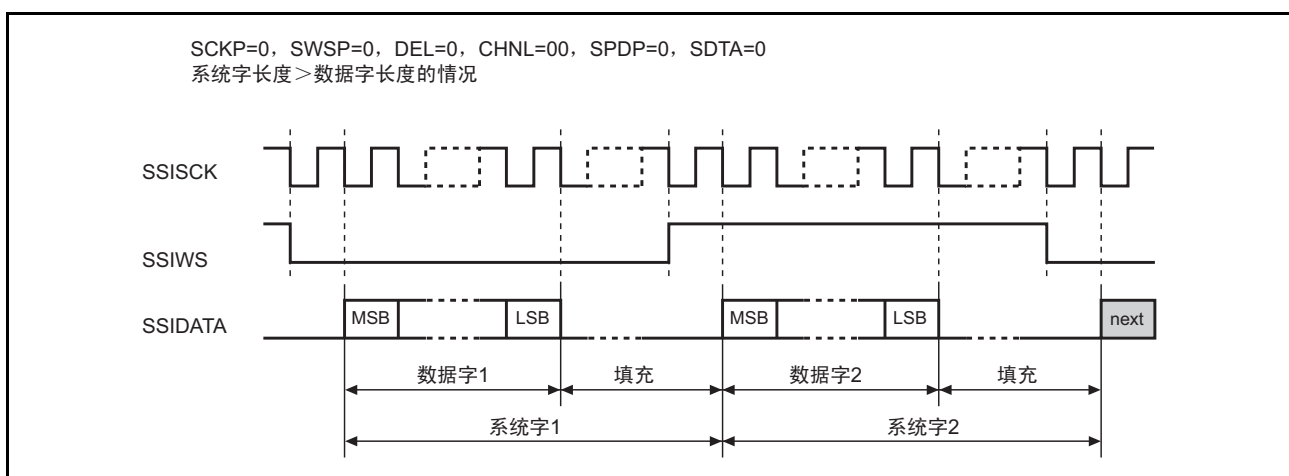 SCKP=0，SWSP=0，DEL=0，CHNL=00，SPDP=0，SDTA=0
系统字长度＞数据字长度的情况
SSISCK
SSIWS
SSIDATA
MSB
LSB
MSB
LSB
next
数据字1
填充
数据字2
填充
系统字1
系统字2